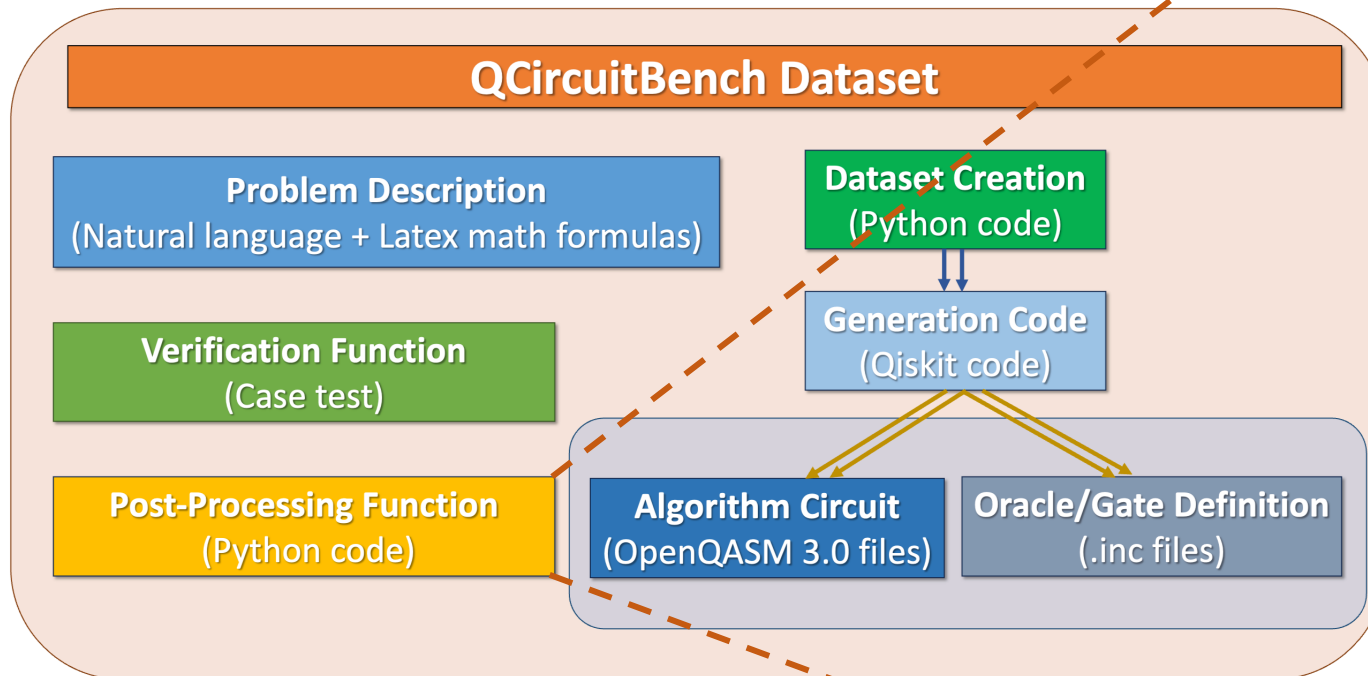 QCircuitBench Dataset
Problem Description
(Natural language + Latex math formulas)
Dataset Creation
(Python code)
Generation Code
(Qiskit code)
Verification Function
(Case test)
Post-Processing Function
(Python code)
Algorithm Circuit
(OpenQASM 3.0 files)
Oracle/Gate Definition
(.inc files)